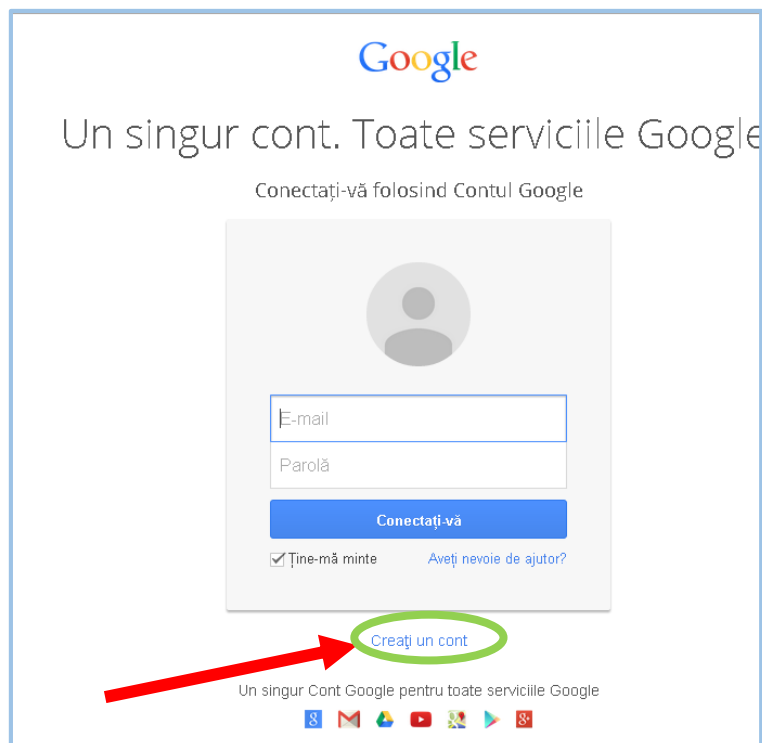 Google
Un singur cont. Toate serviciile Google
Conectați-vă folosind Contul Google
E-mail
Parolă
Conectați-vă
Ține-mă minte
Aveți nevoie de ajutor?
Creaţi un cont
Un singur Cont Google pentru toate serviciile Google